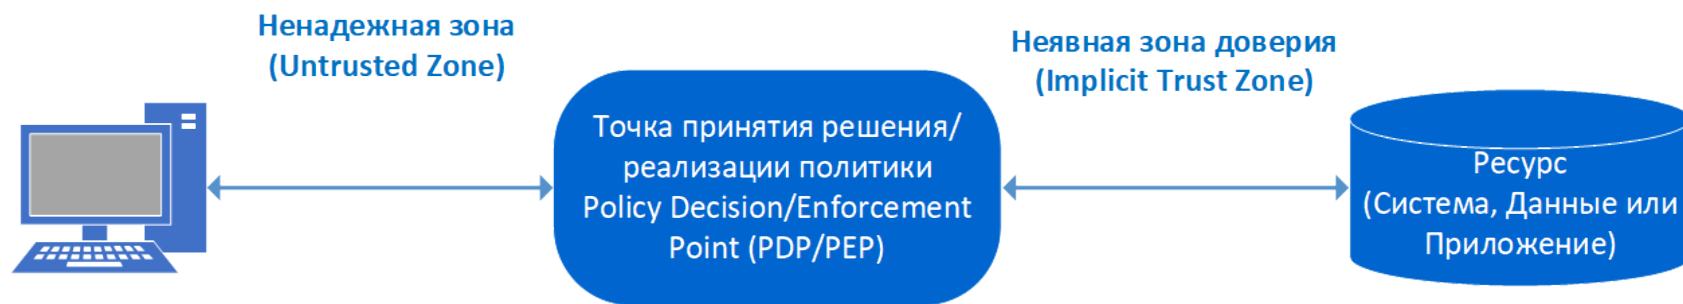 Ненадежная зона
(Untrusted Zone)
Точка принятия решения/
реализации политики
Policy Decision/Enforcement
Point (PDP/PEP)
Неявная зона доверия
(Implicit Trust Zone)
Ресурс
(Система, Данные или
Приложение)